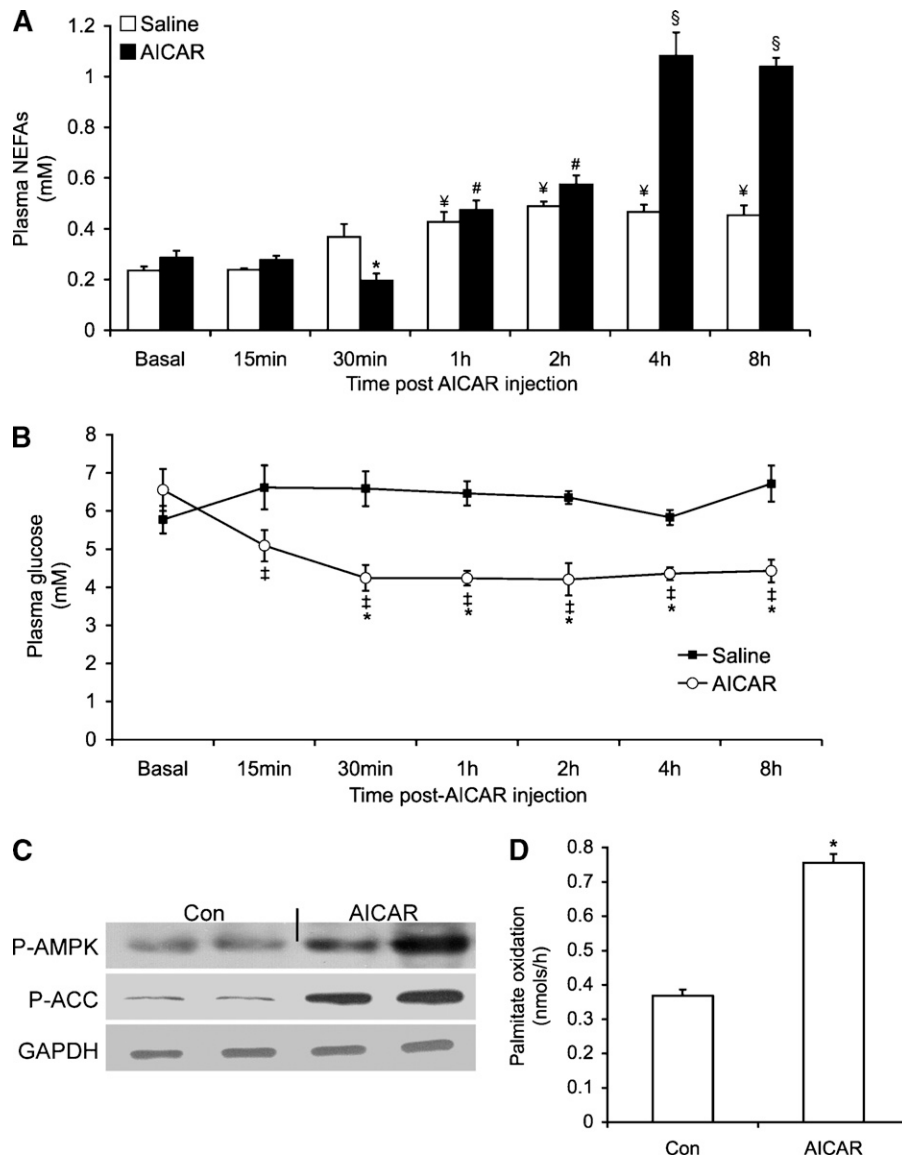 A
Saline
AICAR
Plasma NEFAs
(mM)
1.2
1
0.8
0.6
0.4
0.2
0
*
¥
#
¥
#
¥
§
¥
§
Basal
15min
30min
1h
2h
4h
8h
Time post AICAR injection
B
Plasma glucose
(mM)
8
7
6
5
4
3
2
1
0
‡
‡
*
‡
*
‡
*
‡
*
‡
*
Saline
AICAR
Basal
15min
30min
1h
2h
4h
8h
Time post-AICAR injection
C
Con
AICAR
P-AMPK
P-ACC
GAPDH
D
Palmitate oxidation
(nmols/h)
0.8
0.7
0.6
0.5
0.4
0.3
0.2
0.1
0
*
Con
AICAR